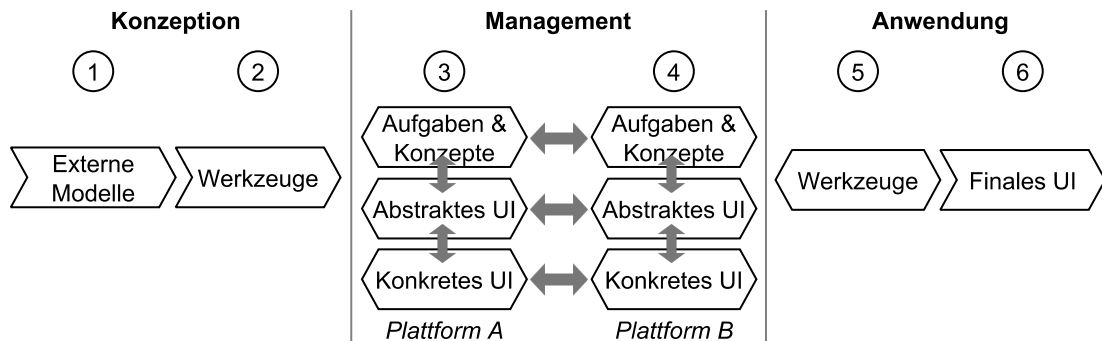 Konzeption
Management
Anwendung
1
2
3
4
5
6
Externe
Modelle
Werkzeuge
Aufgaben &
Konzepte
Aufgaben &
Konzepte
Abstraktes UI
Abstraktes UI
Konkretes UI
Konkretes UI
Plattform A
Plattform B
Werkzeuge
Finales UI